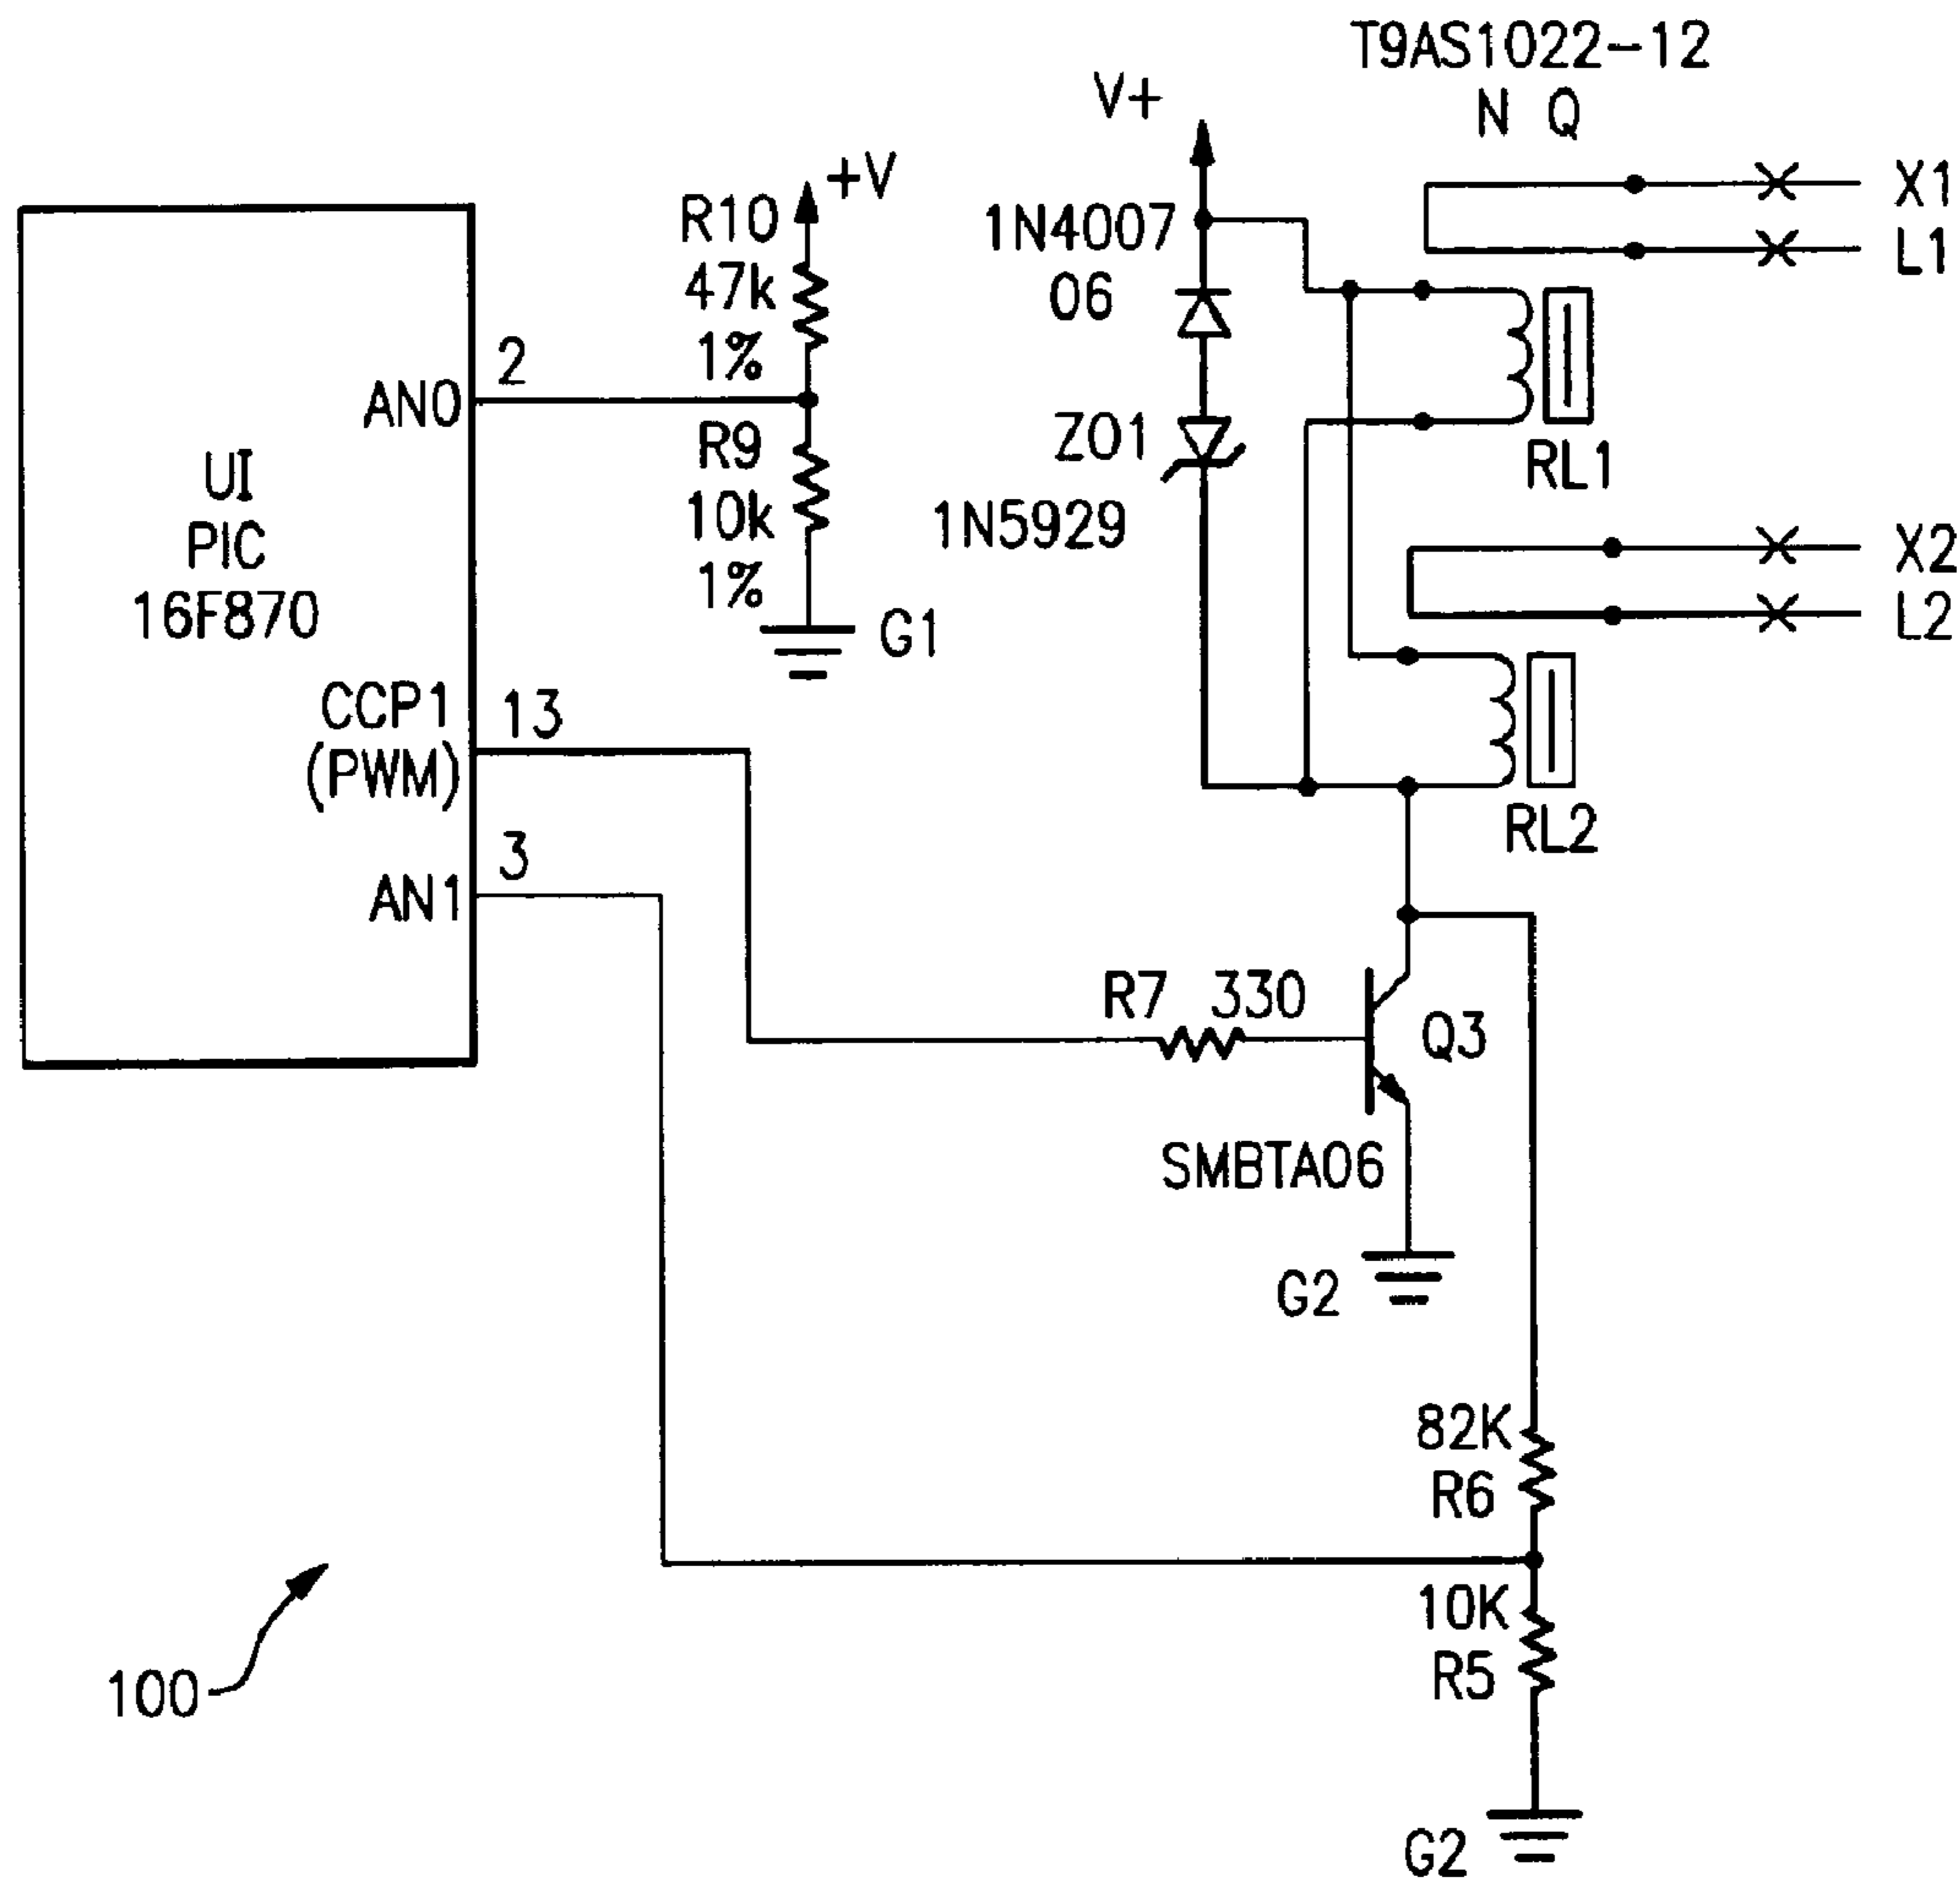 T9AS1022-12
N Q
V+
X1
L1
+V
R10
47k
1%
1N4007
06
2
AN0
R9
10k
1%
G1
ZO1
1N5929
RL1
UI
PIC
16F870
X2
L2
CCP1
(PWM)
13
RL2
3
AN1
R7 330
Q3
SMBTA06
G2
82K
R6
10K
R5
100
G2